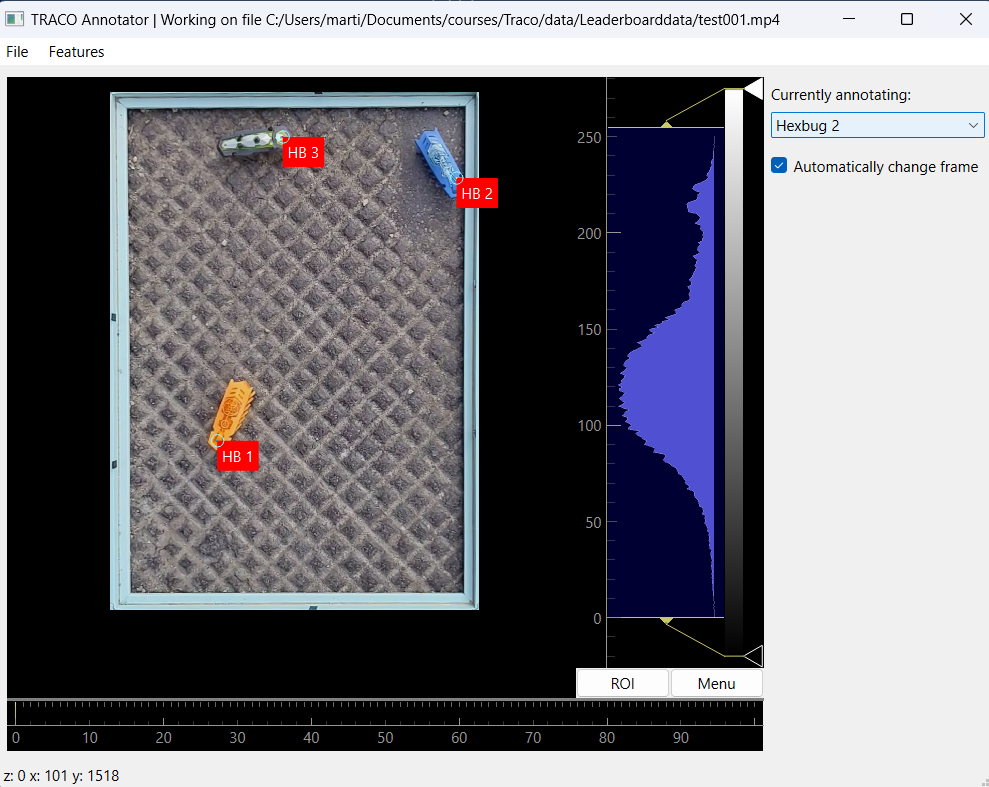 TRACO Annotator | Working on file C:/Users/marti/Documents/courses/Traco/data/Leaderboarddata/test001.mp4
File Features
Currently annotating:
Hexbug 2
Automatically change frame
HB 3
HB 2
HB 1
250
200
150
100
50
0
ROI Menu
0 10 20 30 40 50 60 70 80 90
z: 0 x: 101 y: 1518